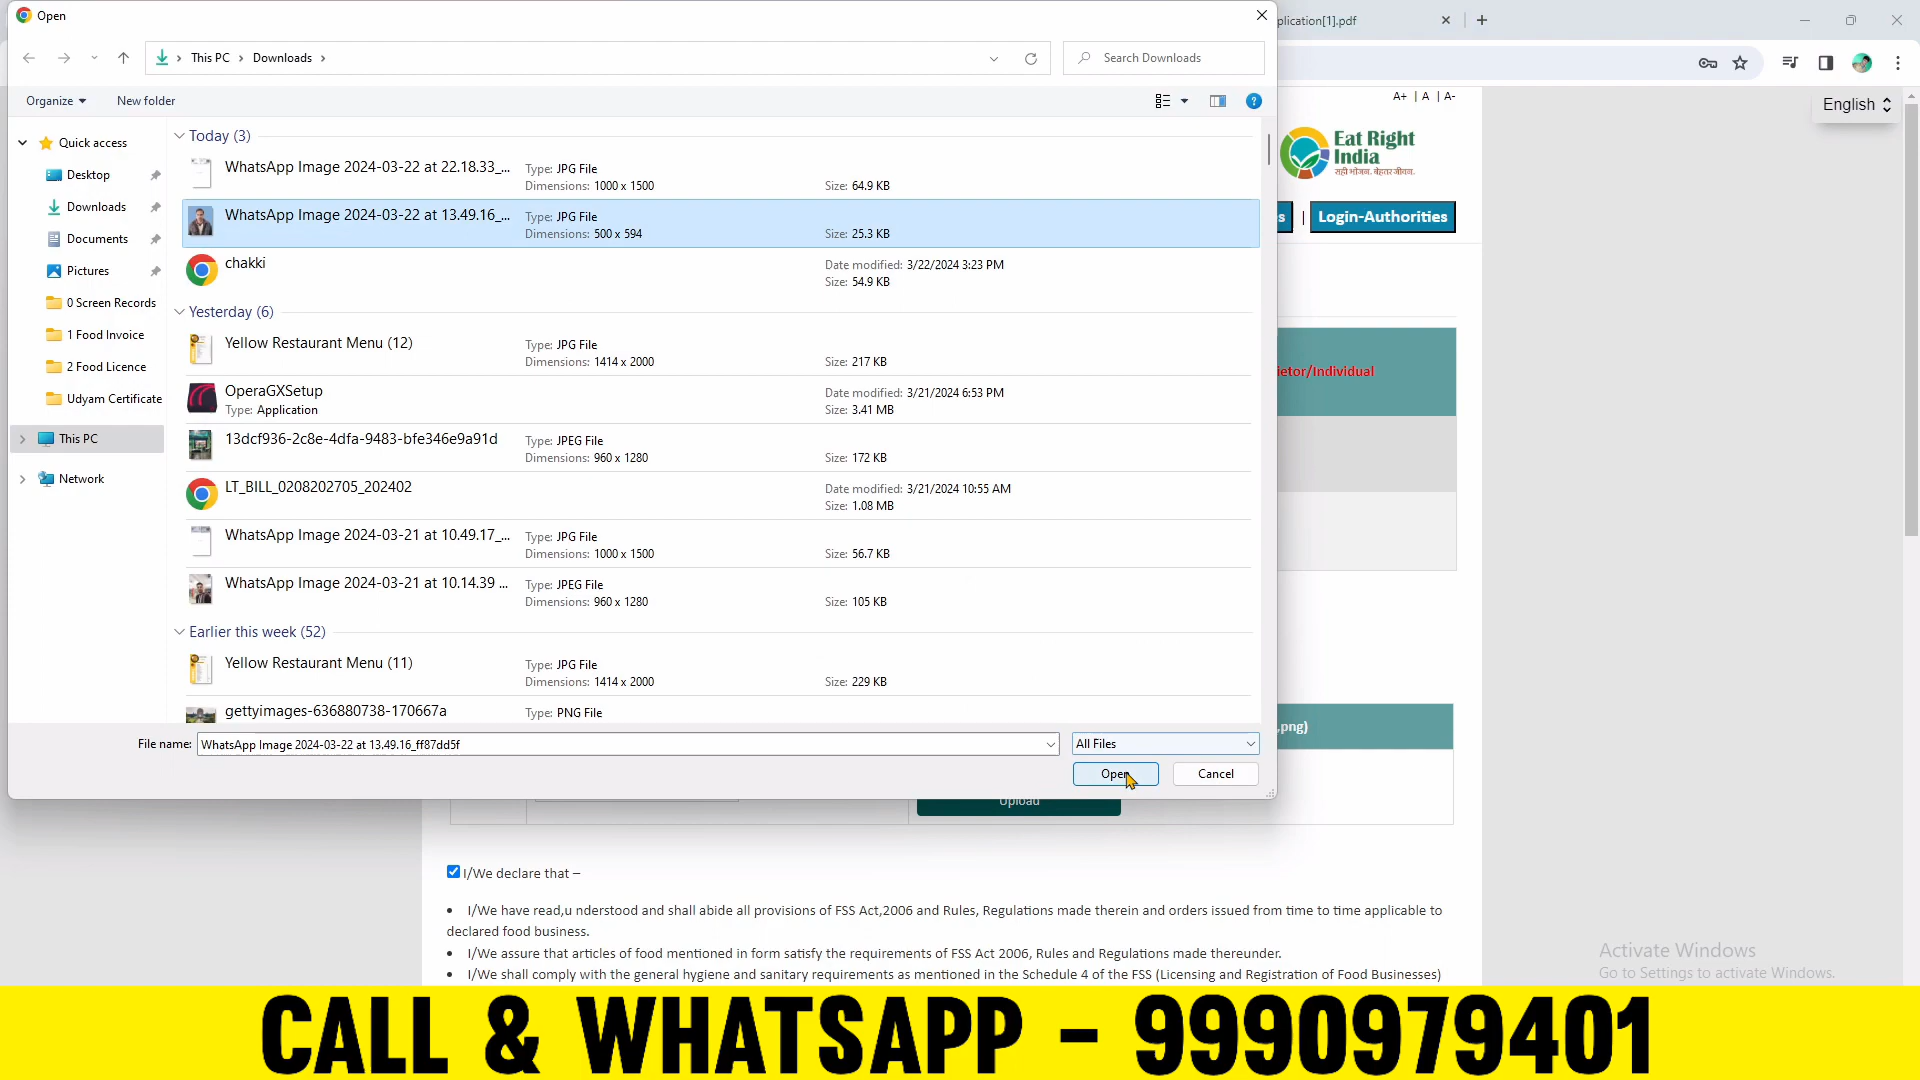 Open
plication[1].pdf
This PC > Downloads >
Search Downloads
A+ | A | A-
English
Organize
New folder
Eat Right
India
सही भोजन. बेहतर जीवन.
s | Login-Authorities
Quick access
Desktop
Downloads
Documents
Pictures
0 Screen Records
1 Food Invoice
2 Food Licence
Udyam Certificate
This PC
Network
Today (3)
WhatsApp Image 2024-03-22 at 22.18.33_... Type: JPG File
Dimensions: 1000 x 1500 Size: 64.9 KB
WhatsApp Image 2024-03-22 at 13.49.16_... Type: JPG File
Dimensions: 500 x 594 Size: 25.3 KB
chakki Date modified: 3/22/2024 3:23 PM
Size: 54.9 KB
Yesterday (6)
Yellow Restaurant Menu (12) Type: JPG File
Dimensions: 1414 x 2000 Size: 217 KB
OperaGXSetup Date modified: 3/21/2024 6:53 PM
Type: Application Size: 3.41 MB
13dcf936-2c8e-4dfa-9483-bfe346e9a91d Type: JPEG File
Dimensions: 960 x 1280 Size: 172 KB
LT_BILL_0208202705_202402 Date modified: 3/21/2024 10:55 AM
Size: 1.08 MB
WhatsApp Image 2024-03-21 at 10.49.17_... Type: JPG File
Dimensions: 1000 x 1500 Size: 56.7 KB
WhatsApp Image 2024-03-21 at 10.14.39 ... Type: JPEG File
Dimensions: 960 x 1280 Size: 105 KB
Earlier this week (52)
Yellow Restaurant Menu (11) Type: JPG File
Dimensions: 1414 x 2000 Size: 229 KB
gettyimages-636880738-170667a Type: PNG File
ietor/Individual
,png)
File name: WhatsApp Image 2024-03-22 at 13.49.16_ff87dd5f All Files
Open Cancel
Upload
I/We declare that –
• I/We have read,u nderstood and shall abide all provisions of FSS Act,2006 and Rules, Regulations made therein and orders issued from time to time applicable to
declared food business.
• I/We assure that articles of food mentioned in form satisfy the requirements of FSS Act 2006, Rules and Regulations made thereunder.
• I/We shall comply with the general hygiene and sanitary requirements as mentioned in the Schedule 4 of the FSS (Licensing and Registration of Food Businesses)
Activate Windows
Go to Settings to activate Windows.
CALL & WHATSAPP - 9990979401